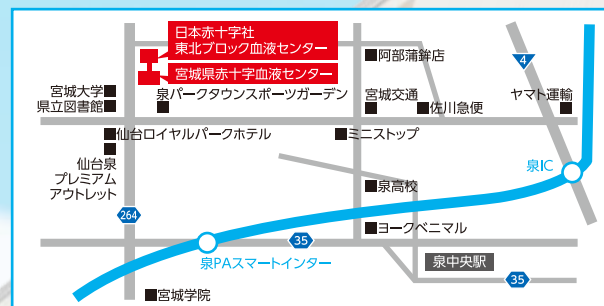 日本赤十字社
東北ブロック血液センター
宮城県赤十字血液センター
阿部蒲鉾店
4
宮城大学
県立図書館
泉パークタウンスポーツガーデン
宮城交通
佐川急便
ヤマト運輸
仙台ロイヤルパークホテル
ミニストップ
仙台泉
プレミアム
アウトレット
泉IC
泉高校
264
ヨークベニマル
35
泉PAスマートインター
泉中央駅
35
宮城学院